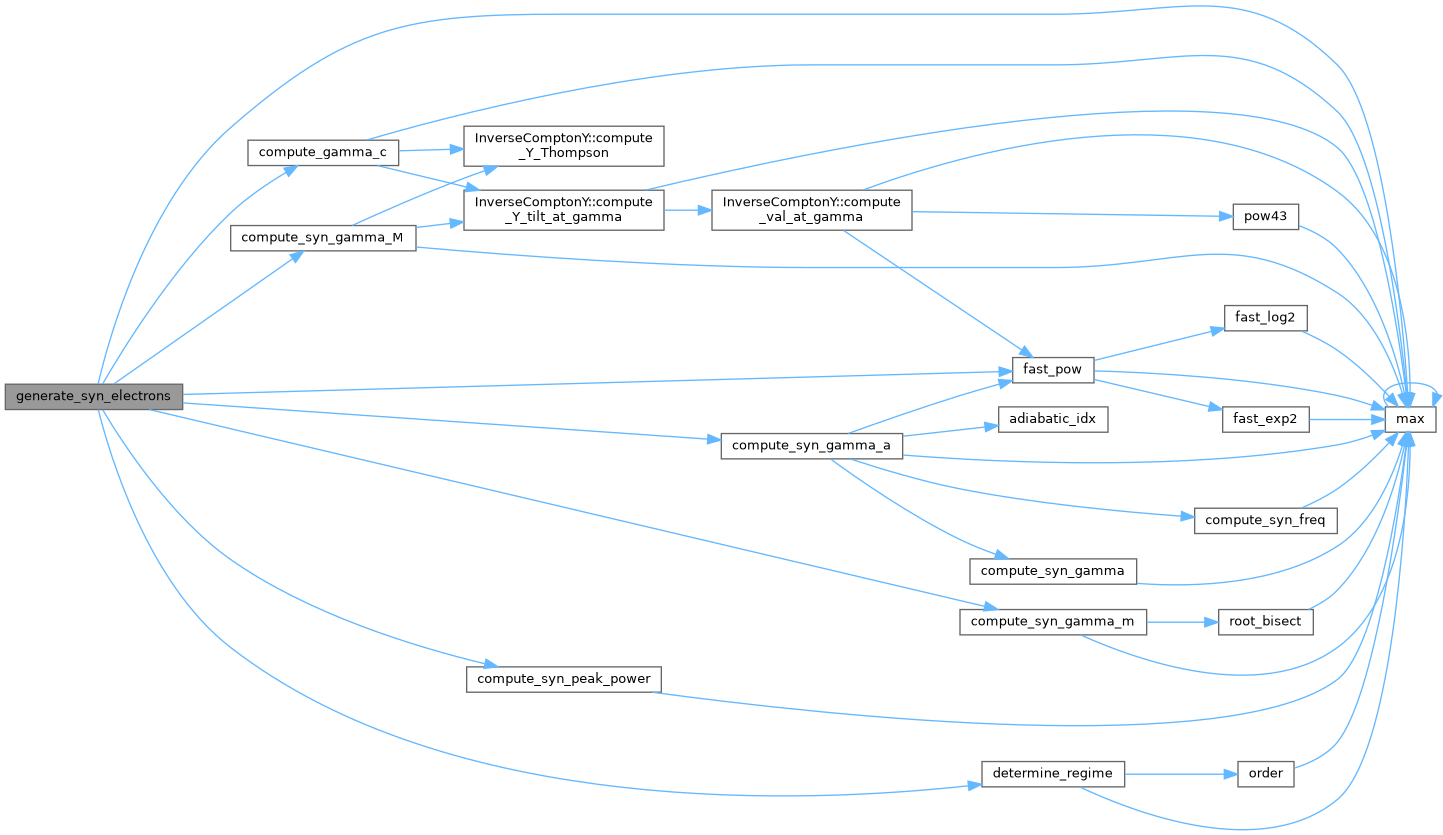 compute_gamma_c
InverseComptonY::compute
_Y_Thompson
InverseComptonY::compute
_Y_tilt_at_gamma
InverseComptonY::compute
_val_at_gamma
pow43
compute_syn_gamma_M
fast_log2
fast_pow
generate_syn_electrons
adiabatic_idx
fast_exp2
max
compute_syn_gamma_a
compute_syn_freq
compute_syn_gamma
compute_syn_gamma_m
root_bisect
compute_syn_peak_power
determine_regime
order